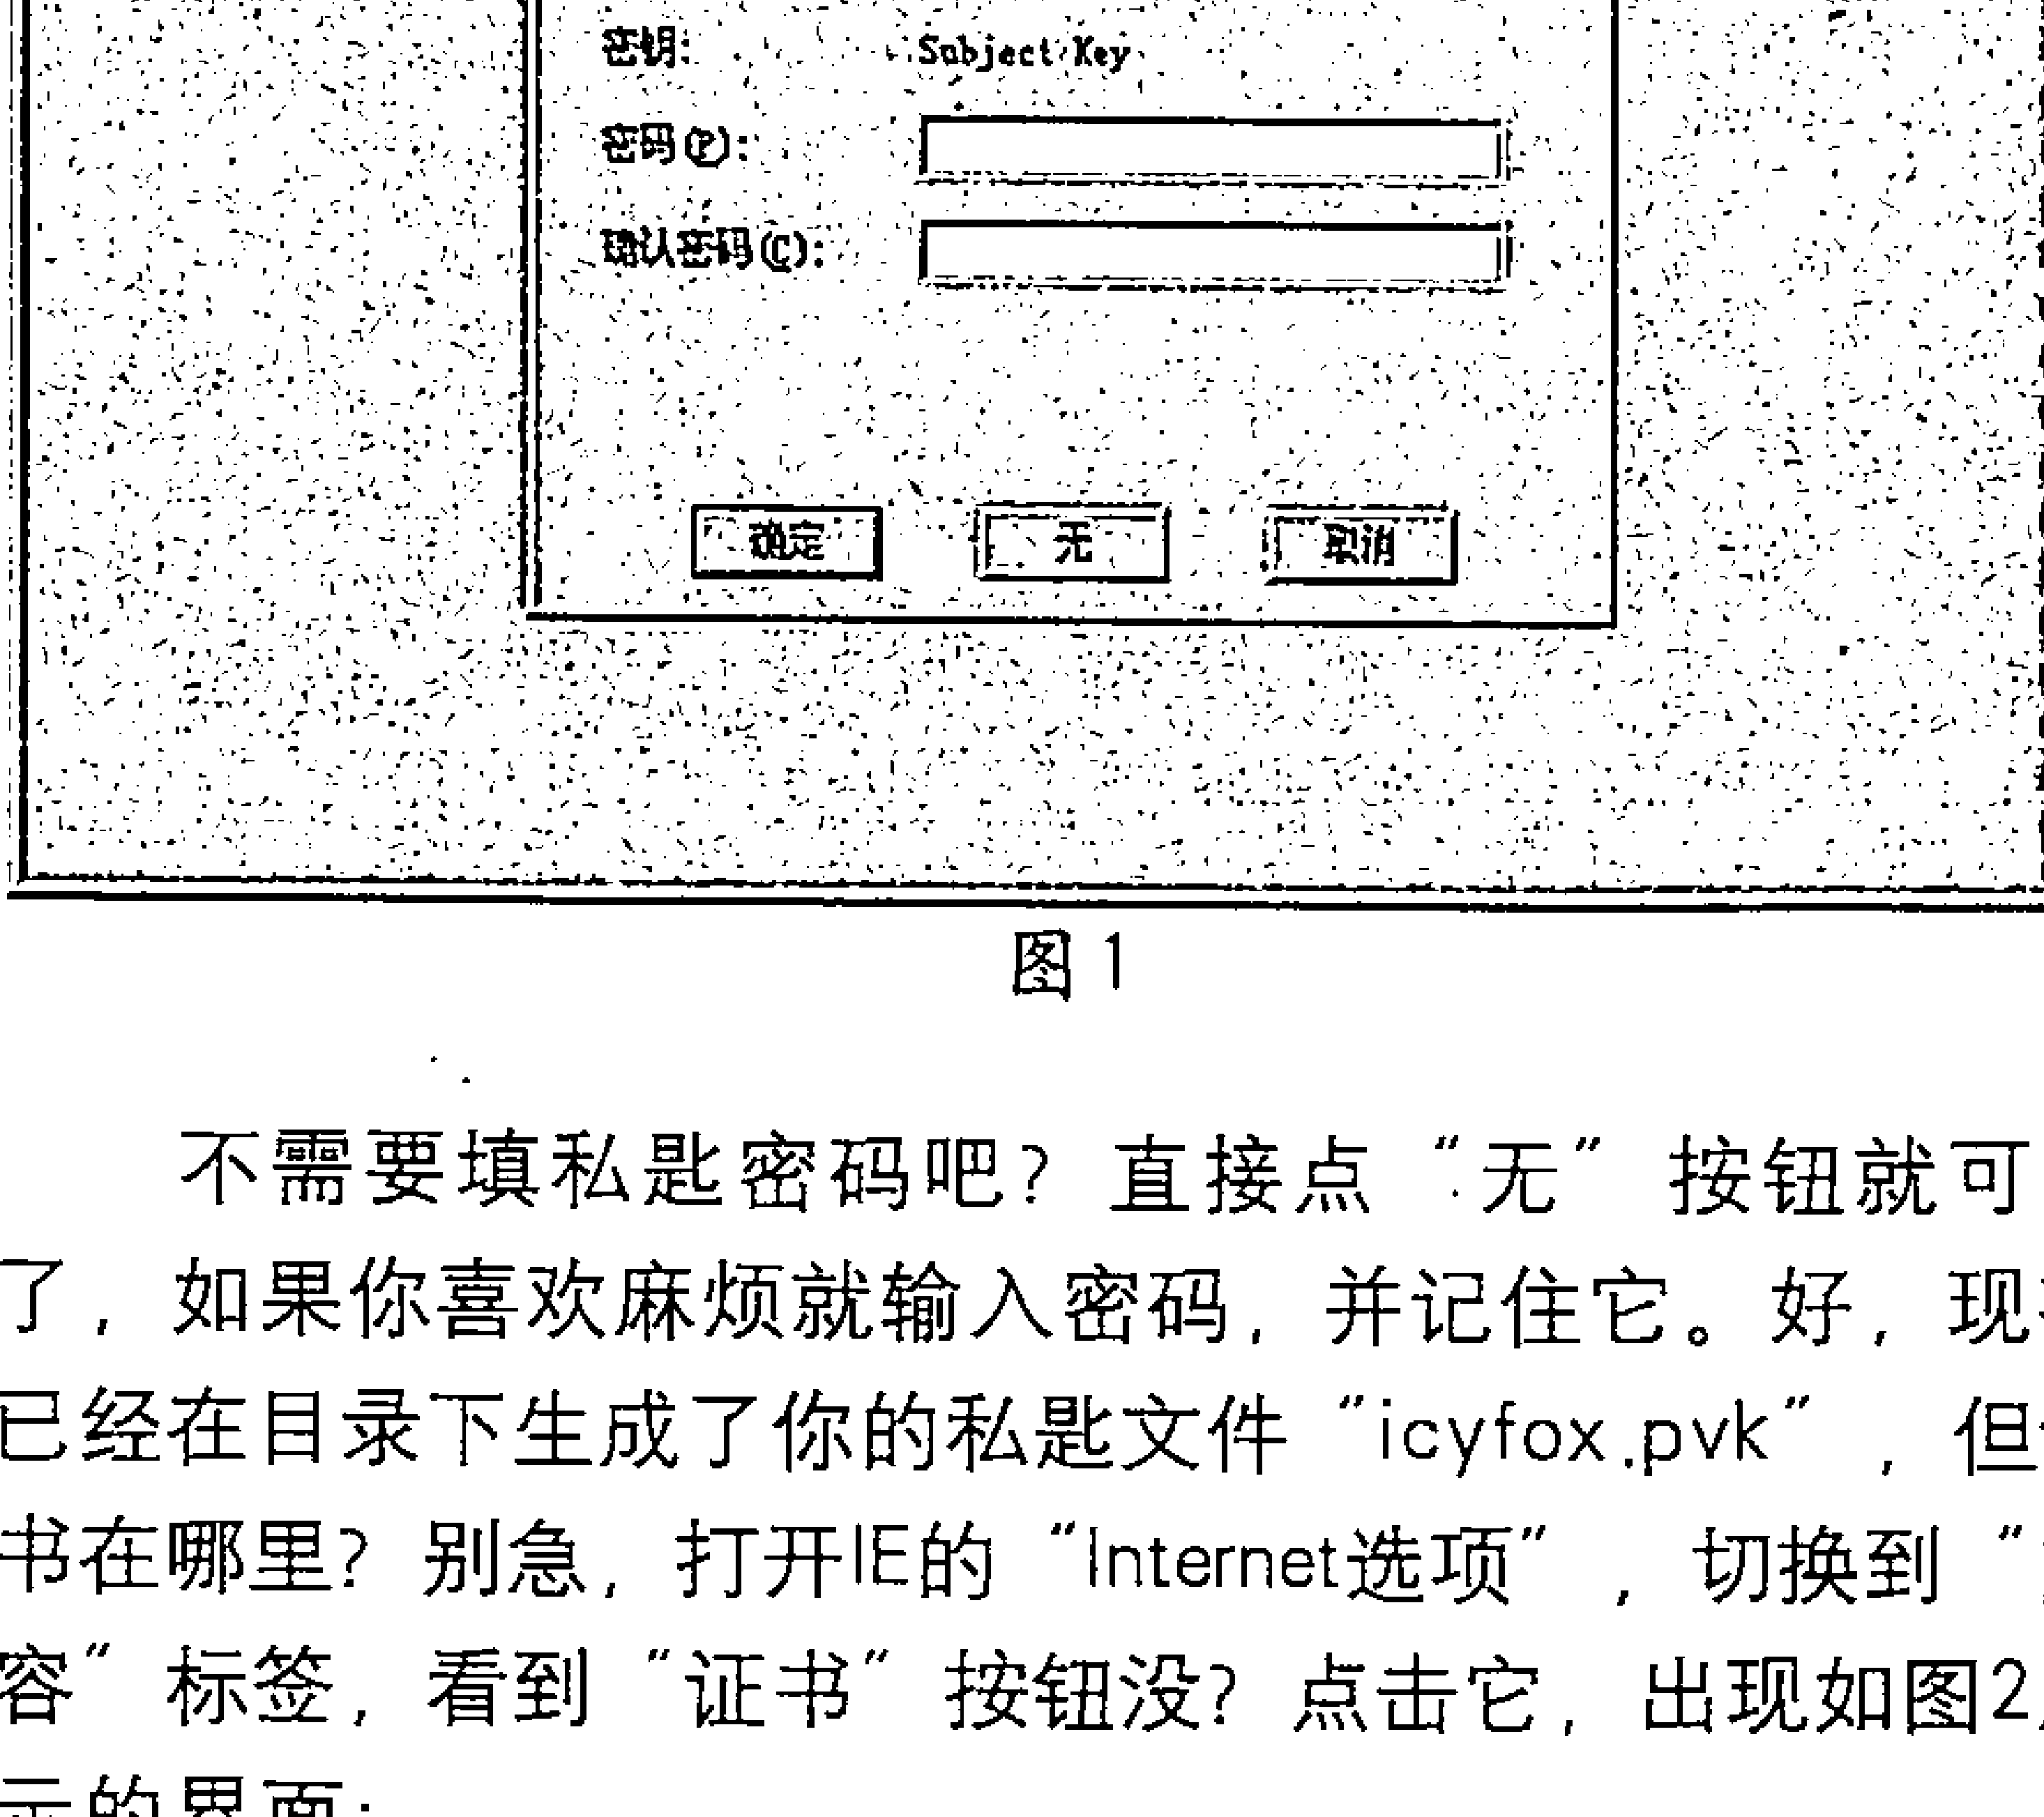 密钥: Subject Key
密码(P):
确认密码(C):
确定 无 取消
图 1
不需要填私匙密码吧？直接点“无”按钮就可
了，如果你喜欢麻烦就输入密码，并记住它。好，现
已经在目录下生成了你的私匙文件“icyfox.pvk”，但
书在哪里？别急，打开IE的“Internet选项”，切换到“
容”标签，看到“证书”按钮没？点击它，出现如图2
示的界面：